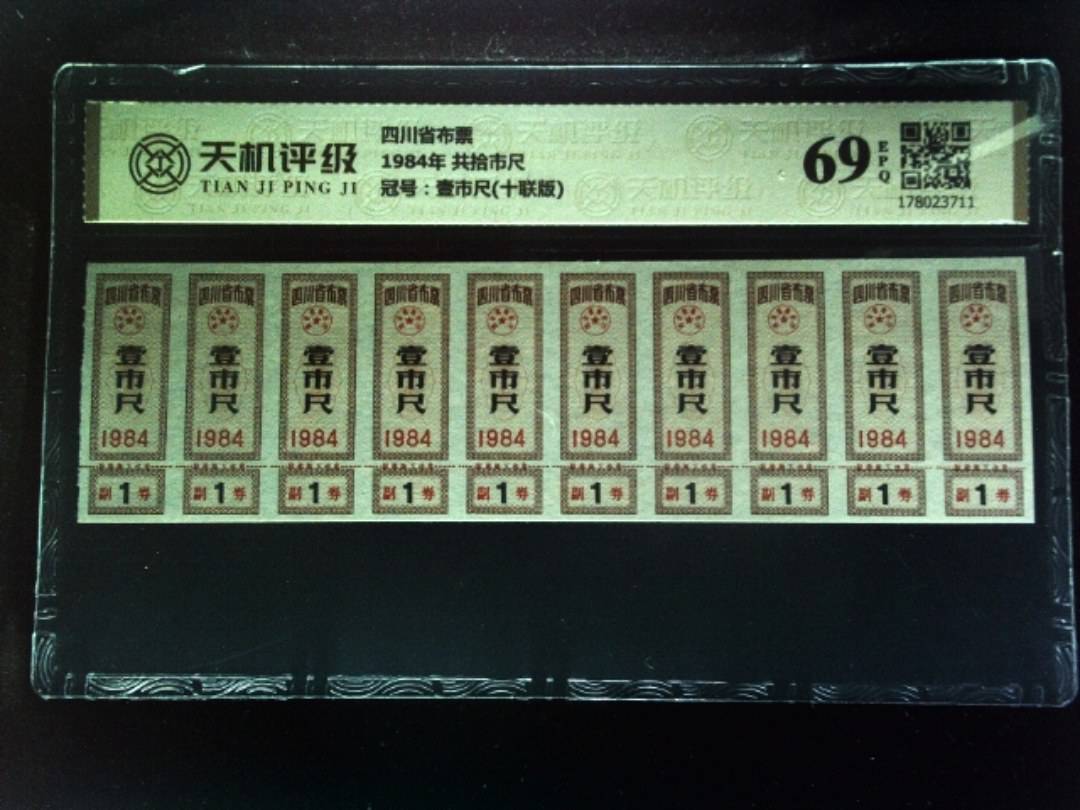 天机评级
TIAN JI PING JI
四川省布票
1984年 共拾市尺
冠号：壹市尺(十联版)
69
EPQ
178023711
四川省布票 四川省布票 四川省布票 四川省布票 四川省布票 四川省布票 四川省布票 四川省布票 四川省布票 四川省布票
壹市尺 壹市尺 壹市尺 壹市尺 壹市尺 壹市尺 壹市尺 壹市尺 壹市尺 壹市尺
1984 1984 1984 1984 1984 1984 1984 1984 1984 1984
副1券 副1券 副1券 副1券 副1券 副1券 副1券 副1券 副1券 副1券